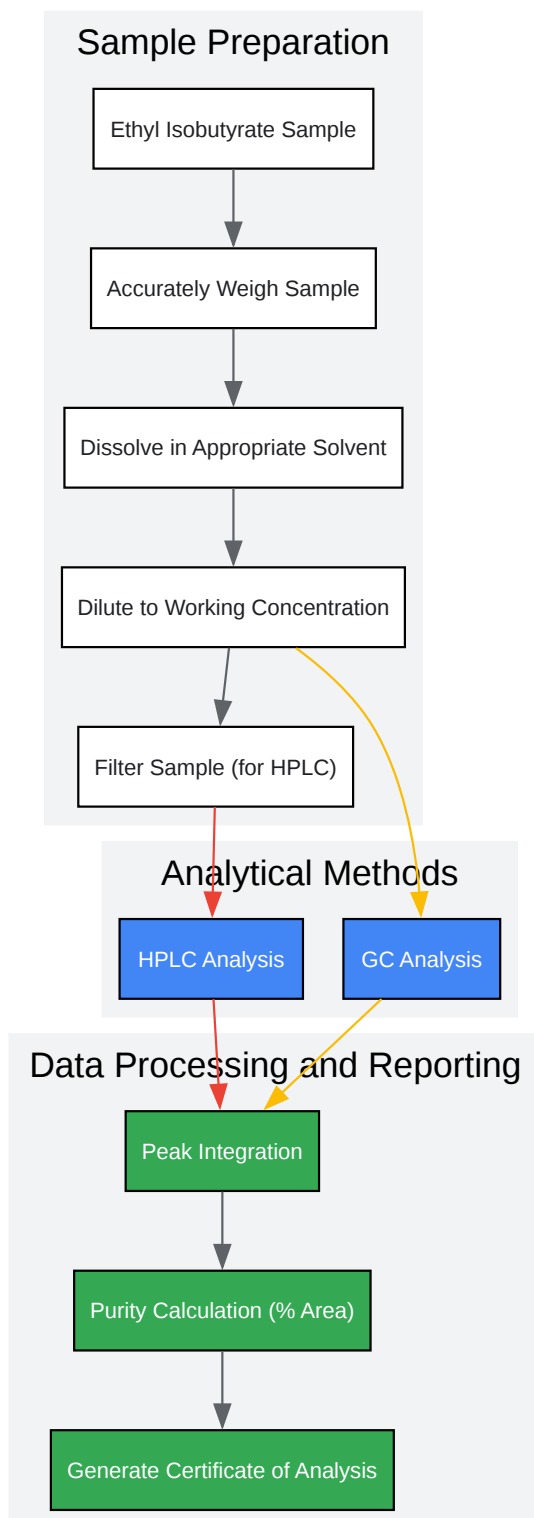 Sample Preparation
Ethyl Isobutyrate Sample
Accurately Weigh Sample
Dissolve in Appropriate Solvent
Dilute to Working Concentration
Filter Sample (for HPLC)
Analytical Methods
HPLC Analysis
GC Analysis
Data Processing and Reporting
Peak Integration
Purity Calculation (% Area)
Generate Certificate of Analysis